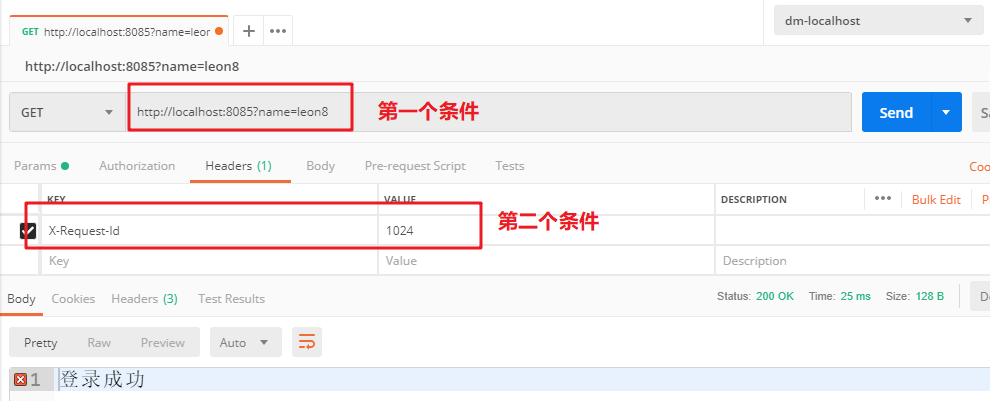 GET http://localhost:8085?name=leor
dm-localhost
http://localhost:8085?name=leon8
GET http://localhost:8085?name=leon8 第一个条件 Send
Params Authorization Headers (1) Body Pre-request Script Tests
KEY VALUE DESCRIPTION Bulk Edit
X-Request-Id 1024 第二个条件
Key Value Description
Body Cookies Headers (3) Test Results Status: 200 OK Time: 25 ms Size: 128 B
Pretty Raw Preview Auto
1 登录成功